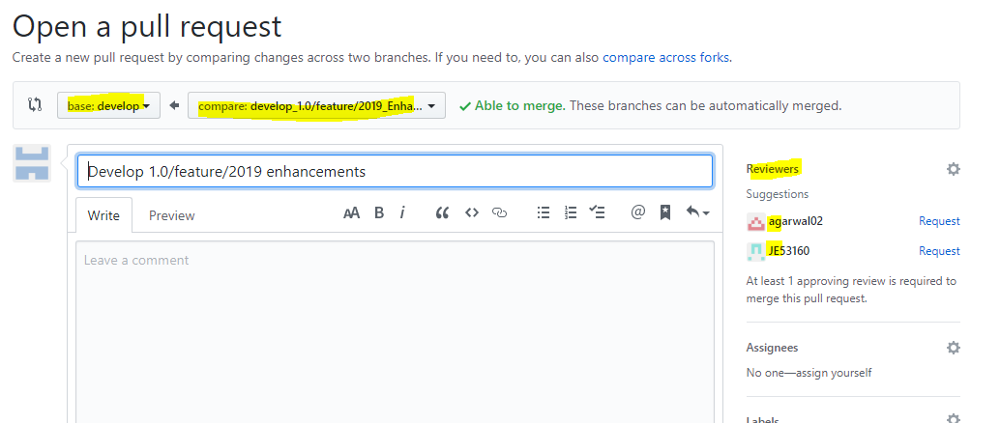 Open a pull request
Create a new pull request by comparing changes across two branches. If you need to, you can also compare across forks.
base: develop
compare: develop_1.0/feature/2019_Enha...
Able to merge. These branches can be automatically merged.
Develop 1.0/feature/2019 enhancements
Write Preview
AA B i
Leave a comment
Reviewers
Suggestions
agarwal02 Request
JE53160 Request
At least 1 approving review is required to
merge this pull request.
Assignees
No one—assign yourself
Labels